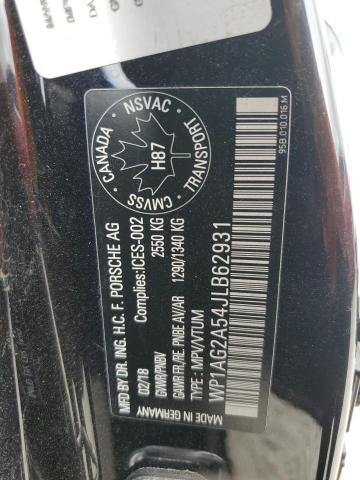 CANADA
NSVAC
H87
CMVSS
TRANSPORT
MFD BY DR. ING. H.C. F. PORSCHE AG
02/18 Complies:ICES-002
GVWR/PNBV 2550 KG
GAWR FR./RE. PNBE AV/AR 1290/1340 KG
TYPE : MPV/VTUM
WP1AG2A54JLB62931
MADE IN GERMANY
95B.010.016.M